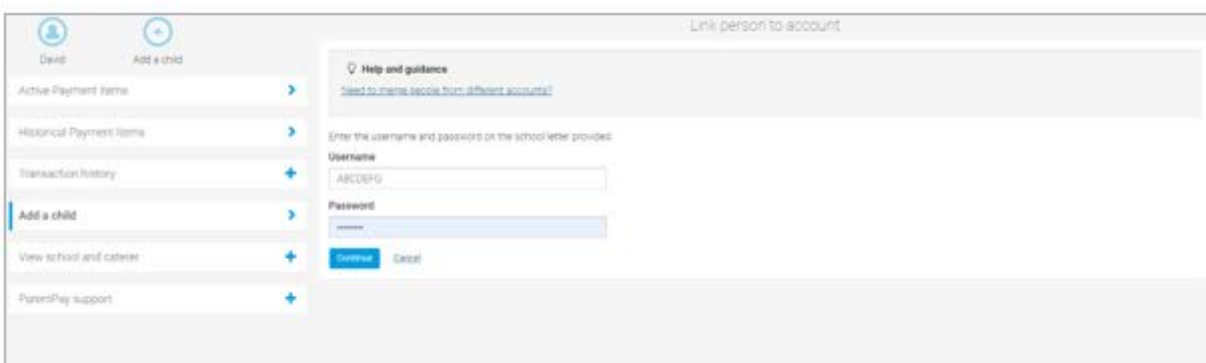 Link person to account
David
Add a child
Active Payment items
Historical Payment items
Transaction history
Add a child
View school and caterer
ParentPay support
Help and guidance
Need to merge people from different accounts?
Enter the username and password on the school letter provided
Username
ABCDEFG
Password
••••••••
Continue Cancel